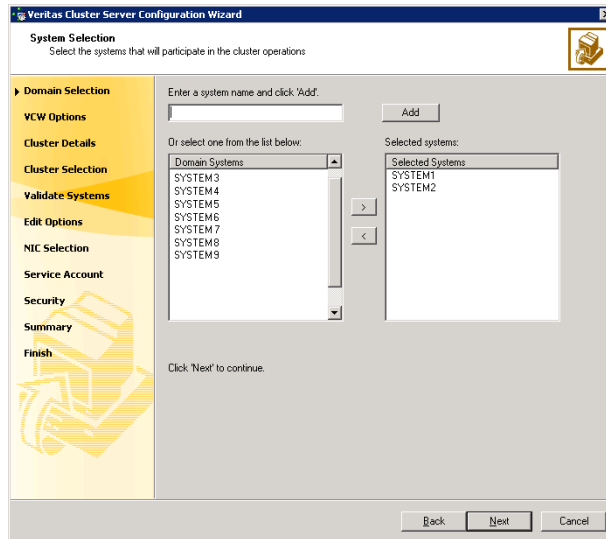 Veritas Cluster Server Configuration Wizard
System Selection
Select the systems that will participate in the cluster operations
Domain Selection
VCW Options
Cluster Details
Cluster Selection
Validate Systems
Edit Options
NIC Selection
Service Account
Security
Summary
Finish
Enter a system name and click 'Add'.
Add
Or select one from the list below:
Domain Systems
SYSTEM3
SYSTEM4
SYSTEM5
SYSTEM6
SYSTEM7
SYSTEM8
SYSTEM9
>
<
Selected systems:
Selected Systems
SYSTEM1
SYSTEM2
Click 'Next' to continue.
Back
Next
Cancel